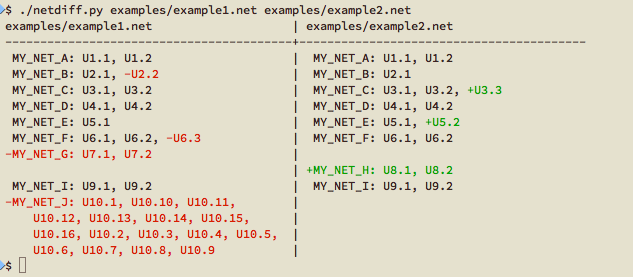 $ ./netdiff.py examples/example1.net examples/example2.net
examples/example1.net | examples/example2.net
--------------------------------------------------------------------------------
MY_NET_A: U1.1, U1.2 | MY_NET_A: U1.1, U1.2
MY_NET_B: U2.1, -U2.2 | MY_NET_B: U2.1
MY_NET_C: U3.1, U3.2 | MY_NET_C: U3.1, U3.2, +U3.3
MY_NET_D: U4.1, U4.2 | MY_NET_D: U4.1, U4.2
MY_NET_E: U5.1 | MY_NET_E: U5.1, +U5.2
MY_NET_F: U6.1, U6.2, -U6.3 | MY_NET_F: U6.1, U6.2
-MY_NET_G: U7.1, U7.2 |
| +MY_NET_H: U8.1, U8.2
MY_NET_I: U9.1, U9.2 | MY_NET_I: U9.1, U9.2
-MY_NET_J: U10.1, U10.10, U10.11, |
U10.12, U10.13, U10.14, U10.15, |
U10.16, U10.2, U10.3, U10.4, U10.5, |
U10.6, U10.7, U10.8, U10.9 |
$